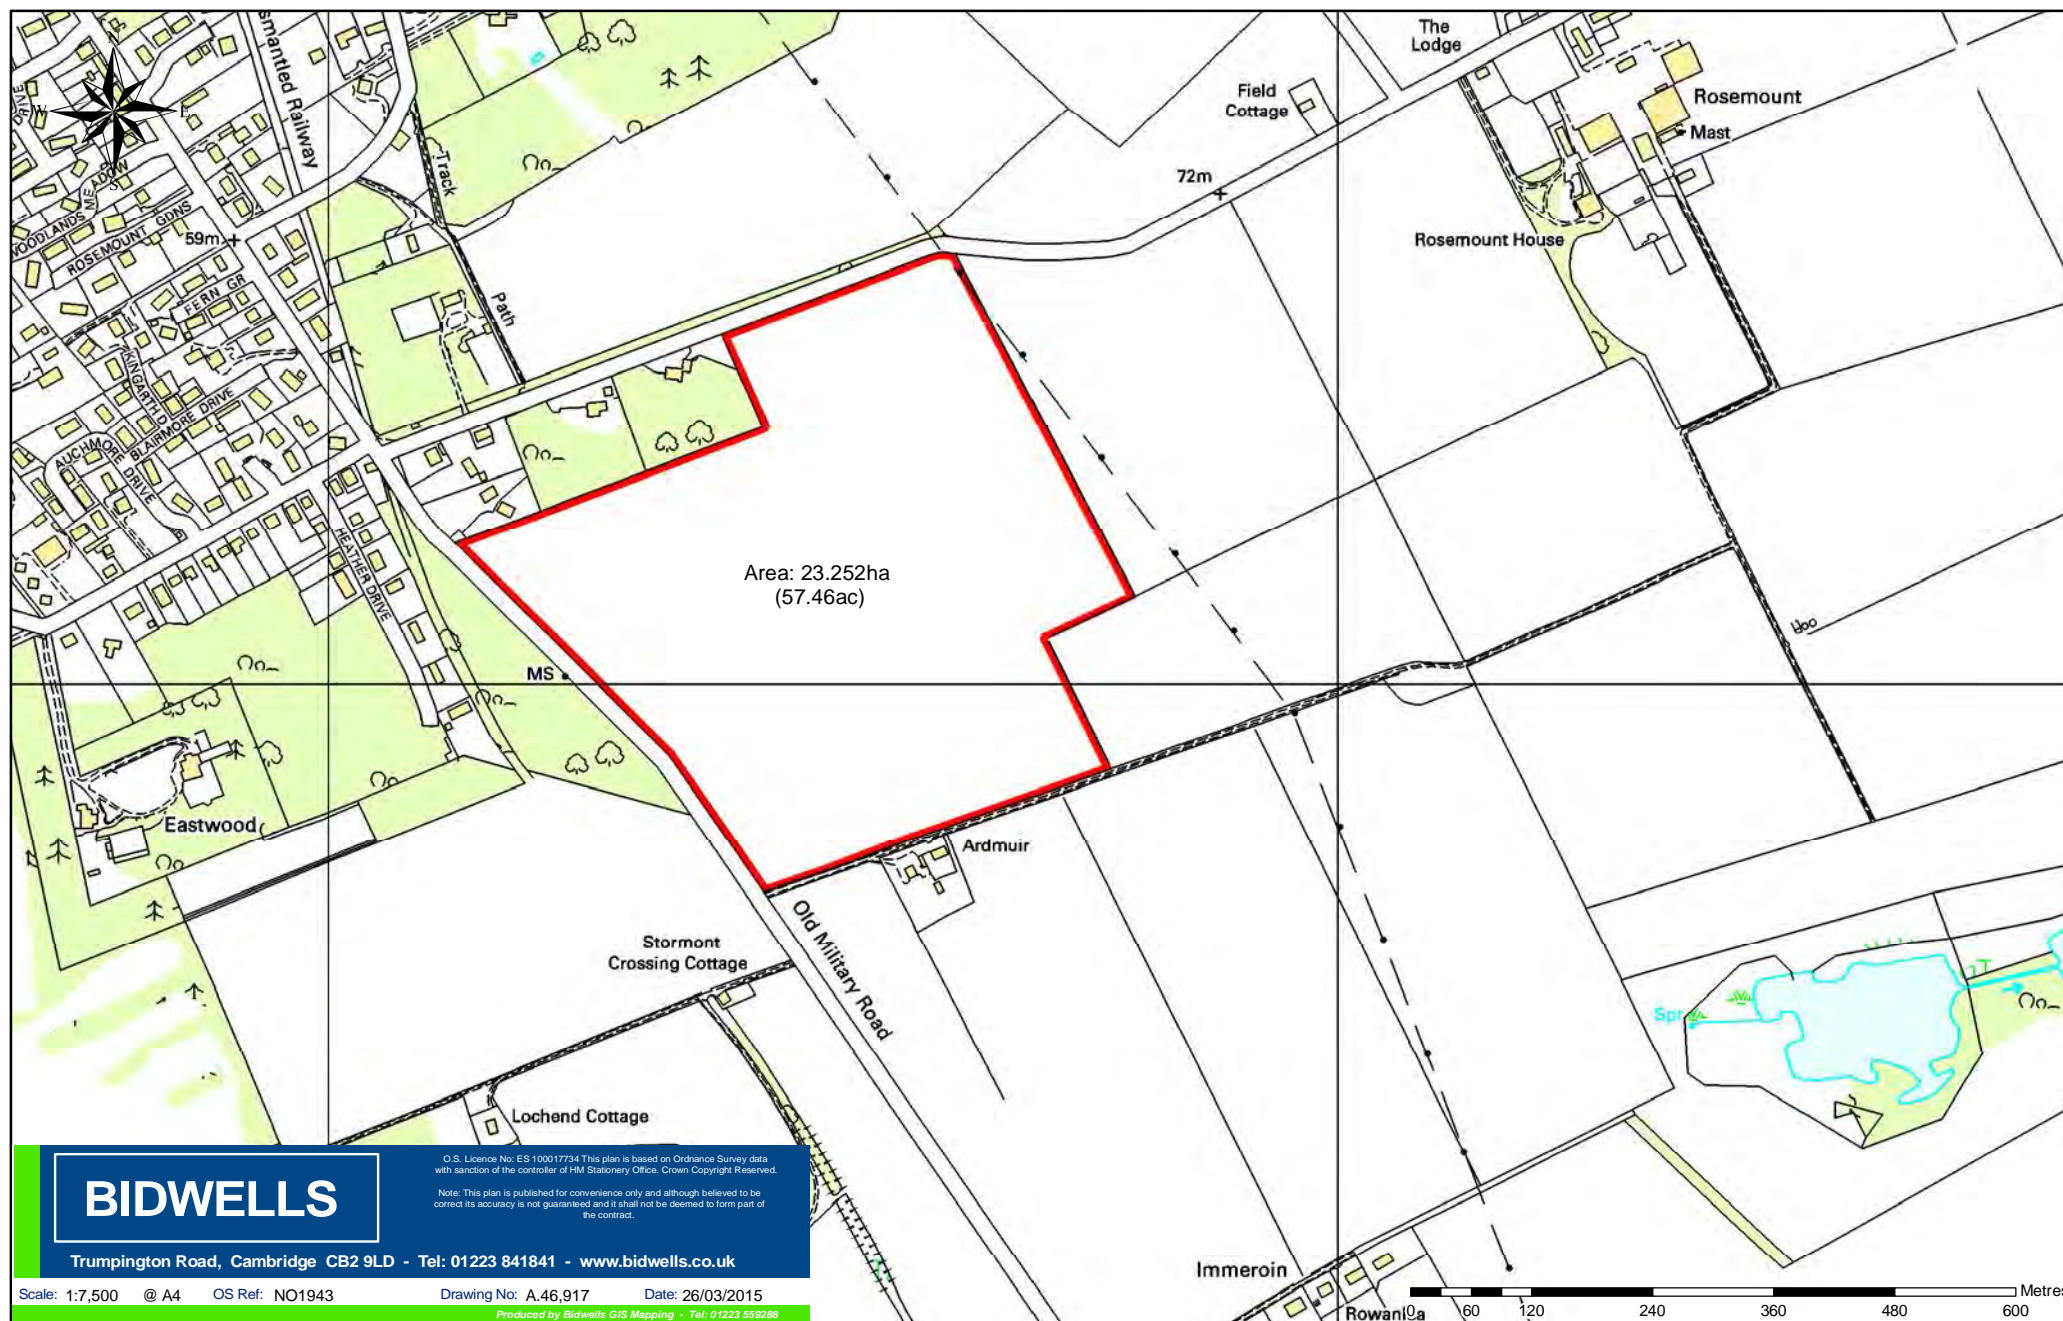 The
Lodge
smantled Railway
N
W
E
S
Field
Cottage
Rosemount
Mast
Track
72m
DRIVE
MEADOW
WOODLANDS
ROSEMOUNT GDNS
59m
Rosemount House
FERN GR
Path
KINGARTH D
BLAIRMORE DRIVE
AUCHMORE DRIVE
HEATHER DRIVE
Area: 23.252ha
(57.46ac)
MS
Eastwood
Ardmuir
Old Military Road
Stormont
Crossing Cottage
Spr
Lochend Cottage
Immeroin
BIDWELLS
O.S. Licence No: ES 100017734 This plan is based on Ordnance Survey data
with sanction of the controller of HM Stationery Office. Crown Copyright Reserved.
Note: This plan is published for convenience only and although believed to be
correct its accuracy is not guaranteed and it shall not be deemed to form part of
the contract.
Trumpington Road, Cambridge CB2 9LD - Tel: 01223 841841 - www.bidwells.co.uk
Scale: 1:7,500 @ A4 OS Ref: NO1943 Drawing No: A.46,917 Date: 26/03/2015
Produced by Bidwells GIS Mapping - Tel: 01223 559288
Metres
0 60 120 240 360 480 600